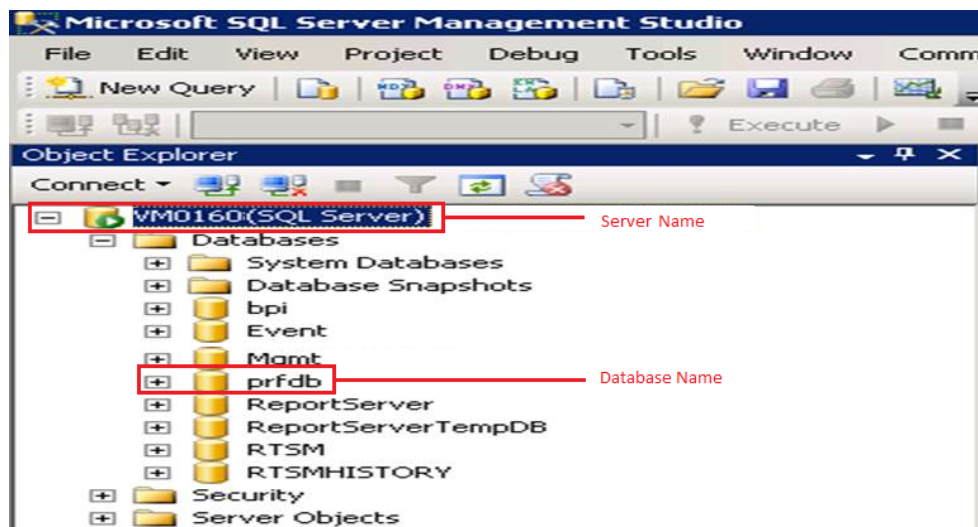 Microsoft SQL Server Management Studio
File Edit View Project Debug Tools Window Comm
New Query
Execute
Object Explorer
Connect
VM0160(SQL Server) Server Name
Databases
System Databases
Database Snapshots
bpi
Event
Mgmt
prfdb Database Name
ReportServer
ReportServerTempDB
RTSM
RTSMHISTORY
Security
Server Objects